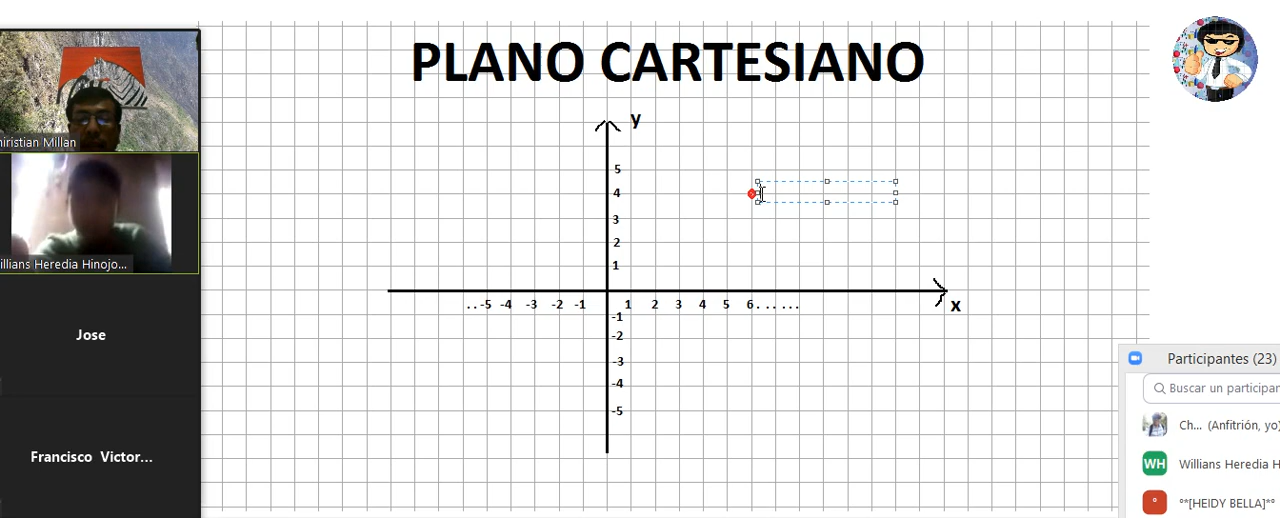 PLANO CARTESIANO
hiristian Millan
illians Heredia Hinojo...
Jose
Francisco Victor...
y
5
4
3
2
1
..-5 -4 -3 -2 -1 1 2 3 4 5 6......
x
-1
-2
-3
-4
-5
Participantes (23)
Buscar un participan
Ch... (Anfitrión, yo)
WH Willians Heredia H
° °*[HEIDY BELLA]*°